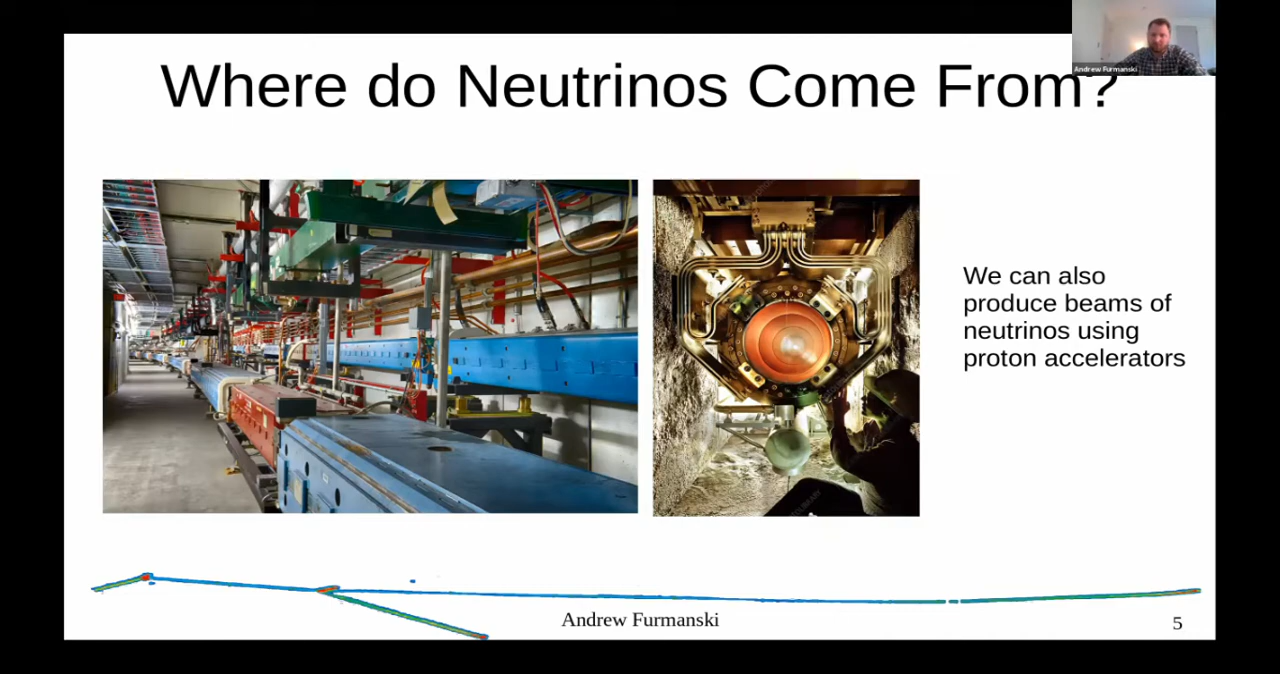 Where do Neutrinos Come From?
Andrew Furmanski
We can also
produce beams of
neutrinos using
proton accelerators
Andrew Furmanski
5